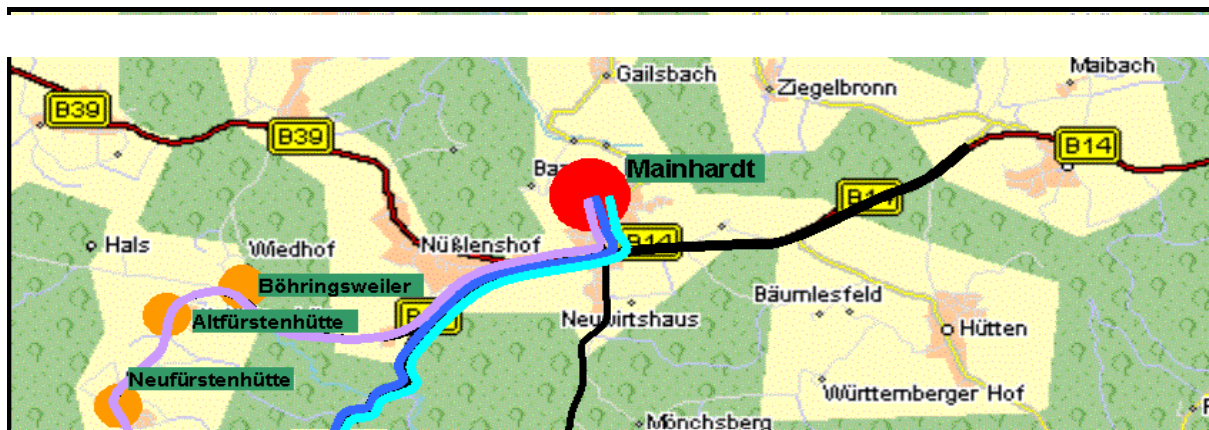 Maibach
Gailsbach
Ziegelbronn
B39
B39
B14
Mainhardt
B14
B14
Hals
Wiedhof
Nüßlenshof
Böhringsweiler
Bäumlesfeld
Altfürstenhütte
Neuwirtshaus
Hütten
Neufürstenhütte
Württemberger Hof
Mönchsberg